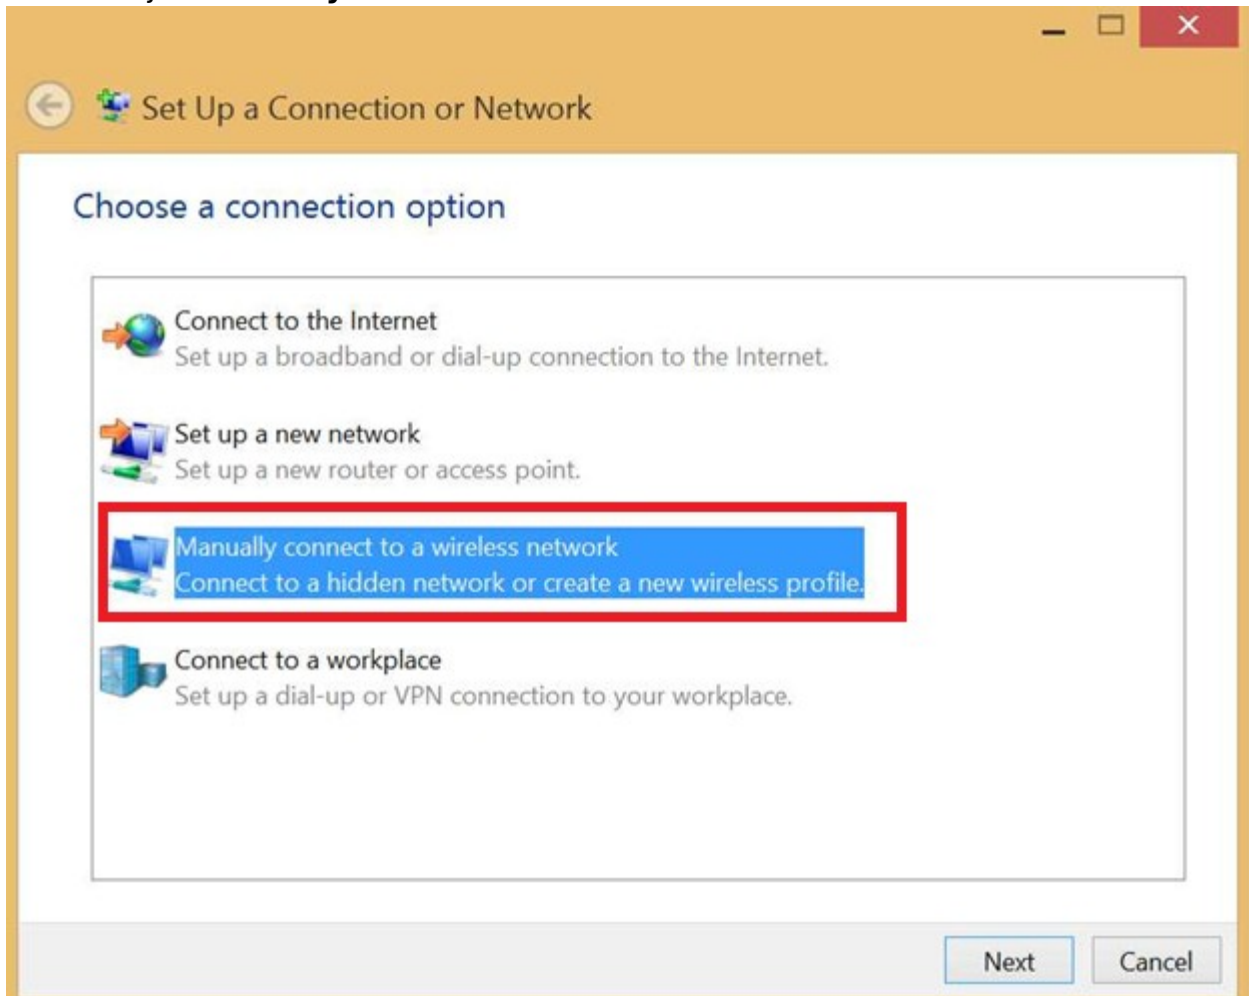 Set Up a Connection or Network
Choose a connection option
Connect to the Internet
Set up a broadband or dial-up connection to the Internet.
Set up a new network
Set up a new router or access point.
Manually connect to a wireless network
Connect to a hidden network or create a new wireless profile.
Connect to a workplace
Set up a dial-up or VPN connection to your workplace.
Next
Cancel